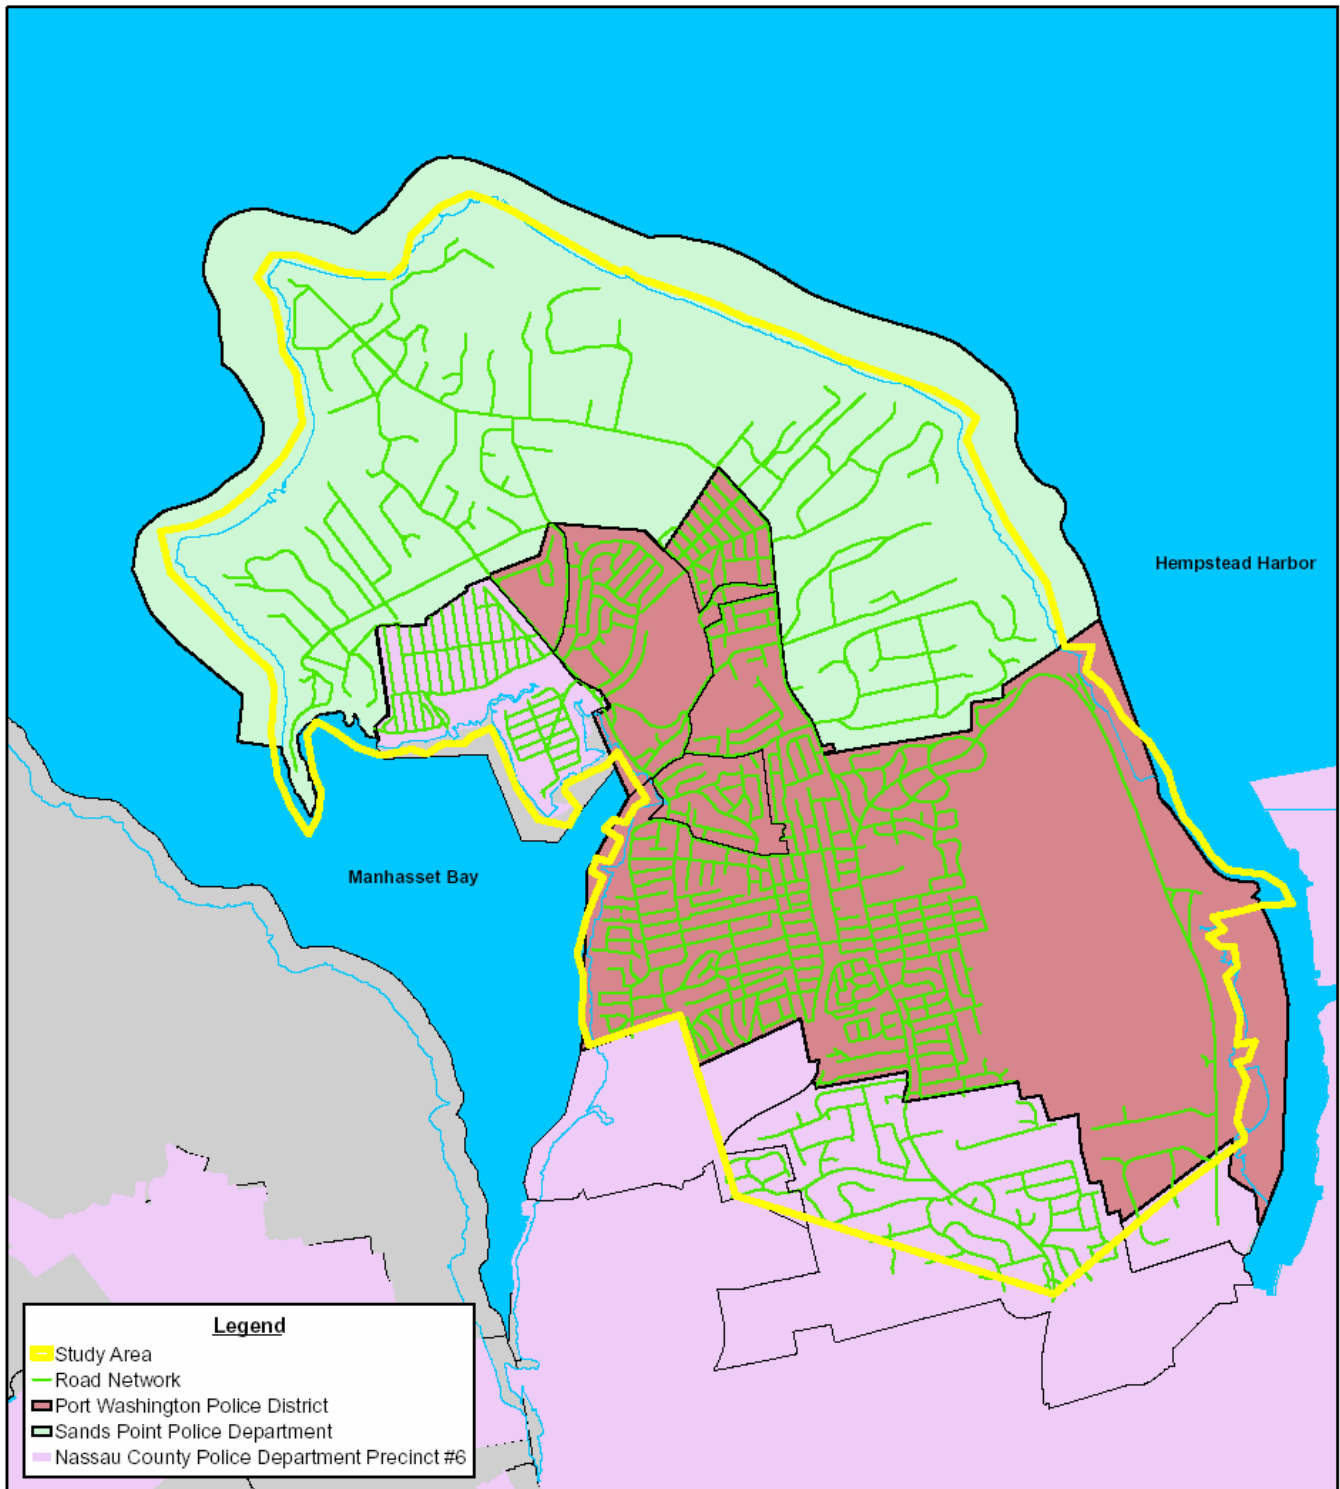 Hempstead Harbor
Manhasset Bay
Legend
Study Area
Road Network
Port Washington Police District
Sands Point Police Department
Nassau County Police Department Precinct #6